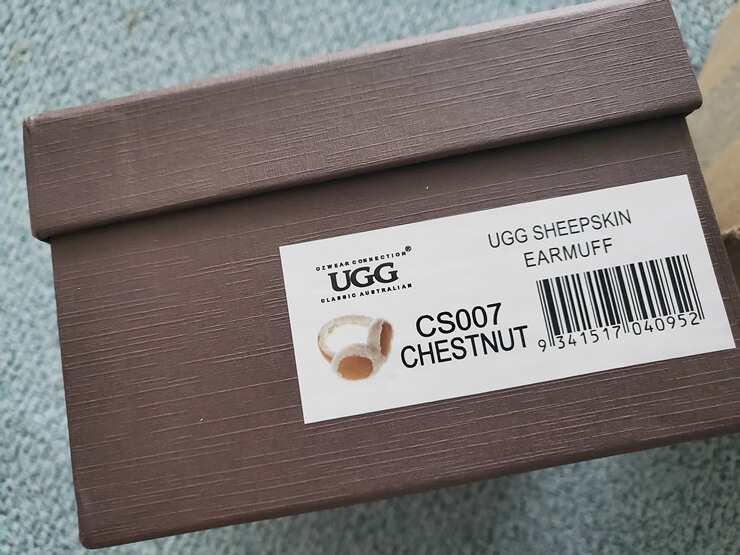 OZWEAR CONNECTION®
UGG
CLASSIC AUSTRALIAN
UGG SHEEPSKIN
EARMUFF
CS007
CHESTNUT
9 341517 040952